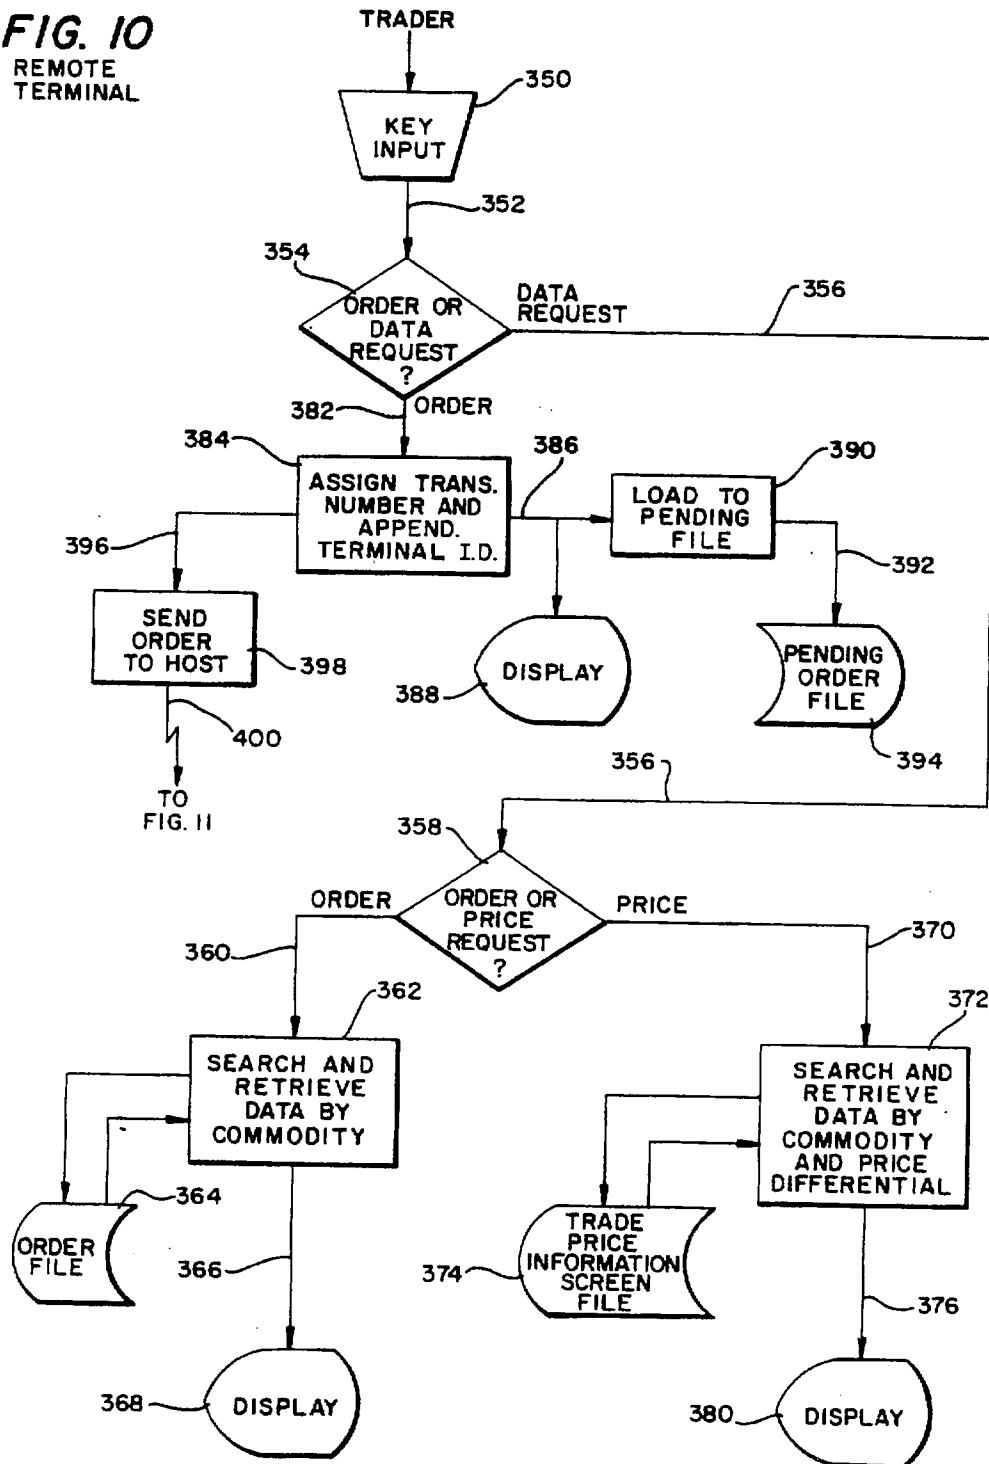 FIG. 10
REMOTE
TERMINAL
TRADER
350
KEY
INPUT
352
354
ORDER OR
DATA
REQUEST
?
DATA
REQUEST
356
382
ORDER
384
ASSIGN TRANS.
NUMBER AND
APPEND.
TERMINAL I.D.
386
390
LOAD TO
PENDING
FILE
396
392
SEND
ORDER
TO HOST
398
388
DISPLAY
PENDING
ORDER
FILE
394
400
TO
FIG. 11
356
358
ORDER
ORDER OR
PRICE
REQUEST
?
PRICE
360
370
362
372
SEARCH AND
RETRIEVE
DATA BY
COMMODITY
SEARCH AND
RETRIEVE
DATA BY
COMMODITY
AND PRICE
DIFFERENTIAL
364
ORDER
FILE
366
374
TRADE
PRICE
INFORMATION
SCREEN
FILE
376
368
DISPLAY
380
DISPLAY